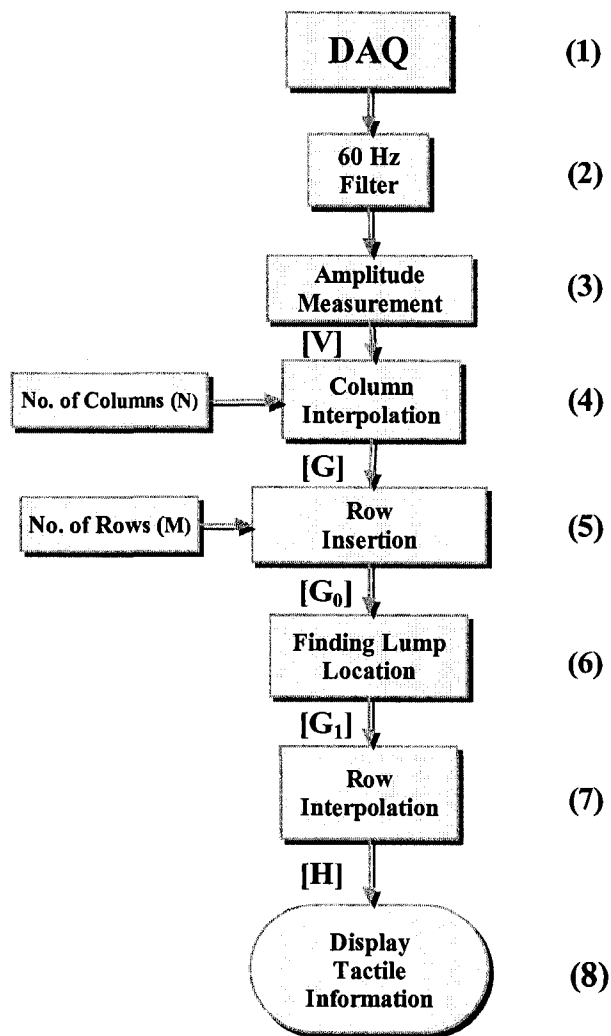 DAQ
(1)
60 Hz
Filter
(2)
Amplitude
Measurement
(3)
[V]
No. of Columns (N)
Column
Interpolation
(4)
[G]
No. of Rows (M)
Row
Insertion
(5)
[G₀]
Finding Lump
Location
(6)
[G₁]
Row
Interpolation
(7)
[H]
Display
Tactile
Information
(8)